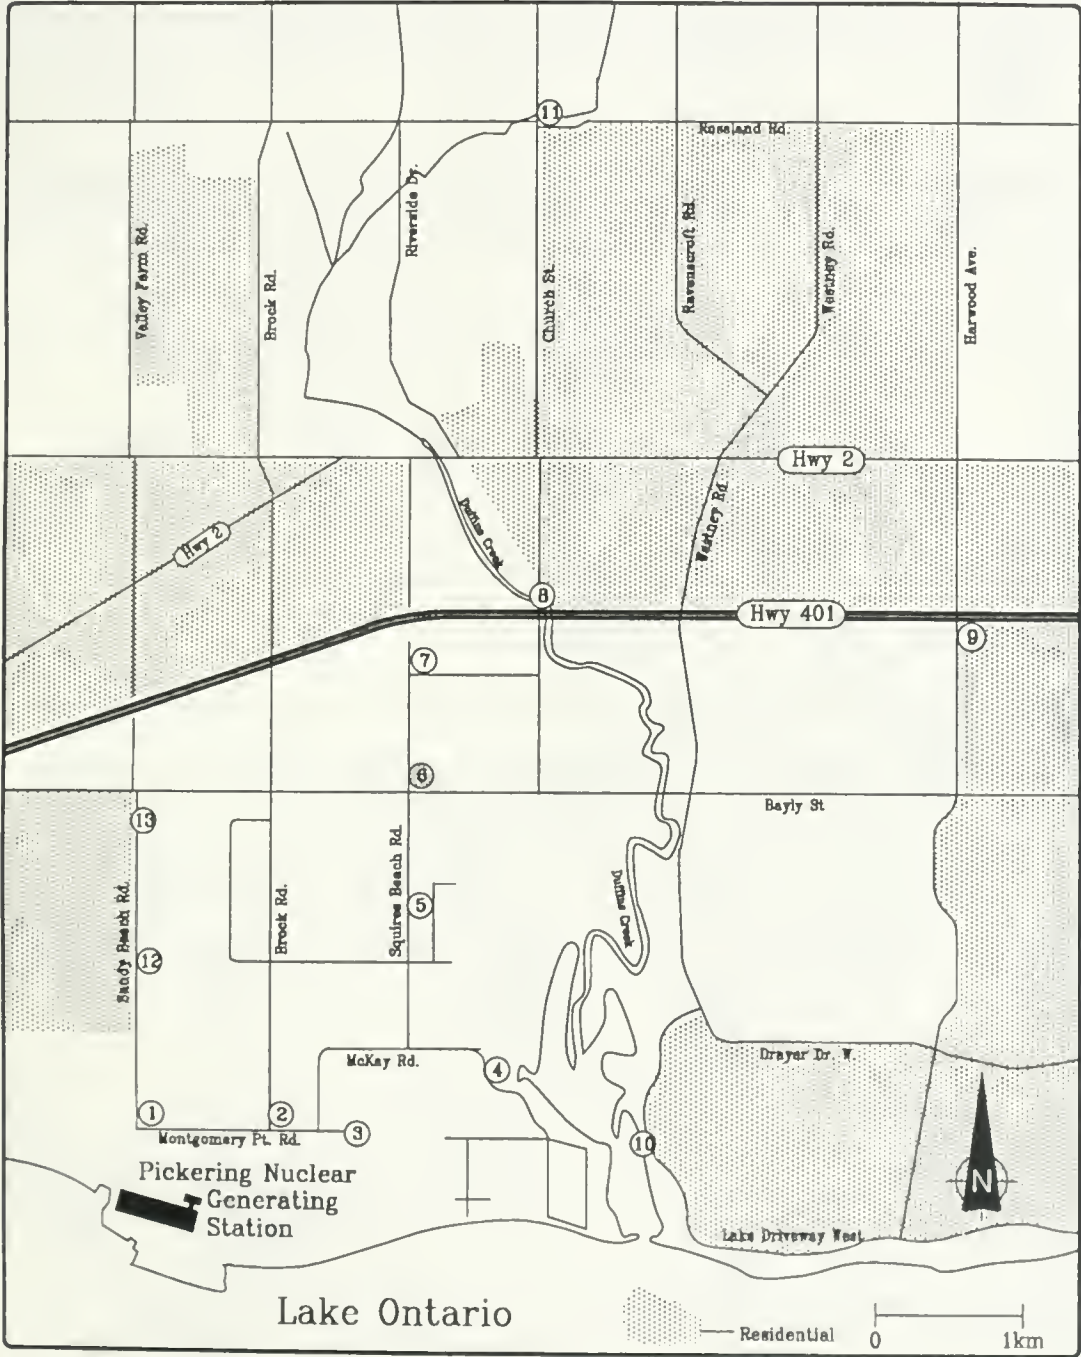 11
Rossland Rd.
Valley Farm Rd.
Brock Rd.
Riverside Dr.
Church St.
Ravenscroft Rd.
Westney Rd.
Harwood Ave.
Hwy 2
Hwy 2
Duffins Creek
Westney Rd.
8
Hwy 401
9
7
6
Bayly St
13
Sandy Beach Rd.
Brock Rd.
Squires Beach Rd.
5
Duffins Creek
12
McKay Rd.
4
Drayer Dr. W.
1
2
3
Montgomery Pt. Rd.
10
Pickering Nuclear
Generating
Station
N
Lake Driveway West
Lake Ontario
Residential
0
1km